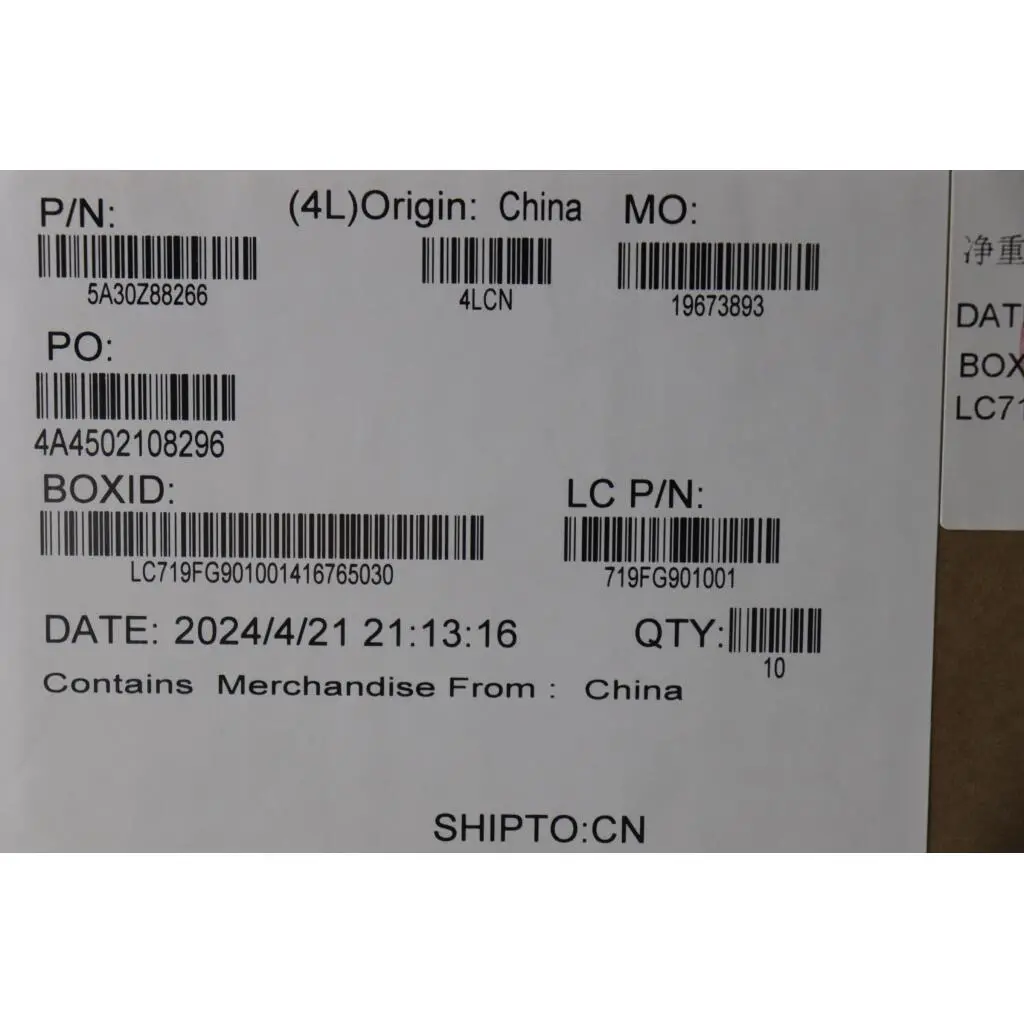 P/N:
(4L)Origin: China
MO:
5A30Z88266
4LCN
19673893
PO:
4A4502108296
BOXID:
LC P/N:
LC719FG901001416765030
719FG901001
DATE: 2024/4/21 21:13:16
QTY:
10
Contains Merchandise From : China
SHIPTO:CN
净重
DAT
BOX
LC71